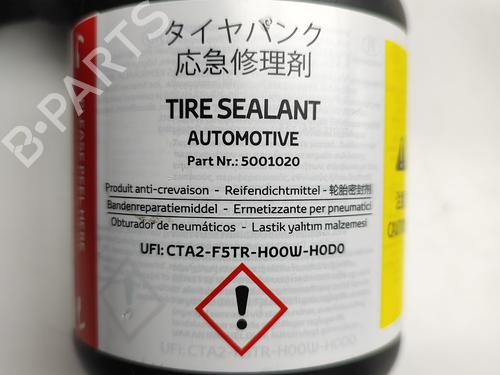 タイヤパンク
応急修理剤
TIRE SEALANT
AUTOMOTIVE
Part Nr.: 5001020
Produit anti-crevaison - Reifendichtmittel - 轮胎密封剂
Bandenreparatiemiddel - Ermetizzante per pneumatici
Obturador de neumáticos - Lastik yalıtım malzemesi
UFI: CTA2-F5TR-H00W-H0D0
B-PARTS
PEEL HERE